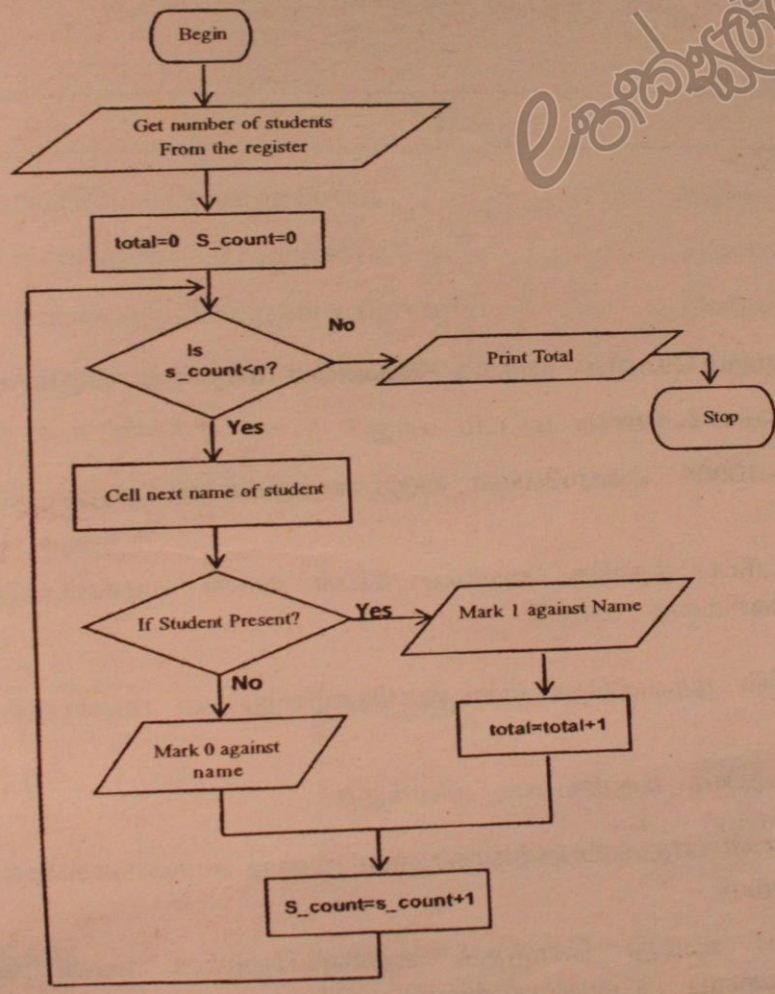 Begin
Get number of students
From the register
total=0 S_count=0
Is
s_count<n?
No
Print Total
Stop
Yes
Cell next name of student
If Student Present?
Yes
Mark 1 against Name
No
total=total+1
Mark 0 against
name
S_count=s_count+1